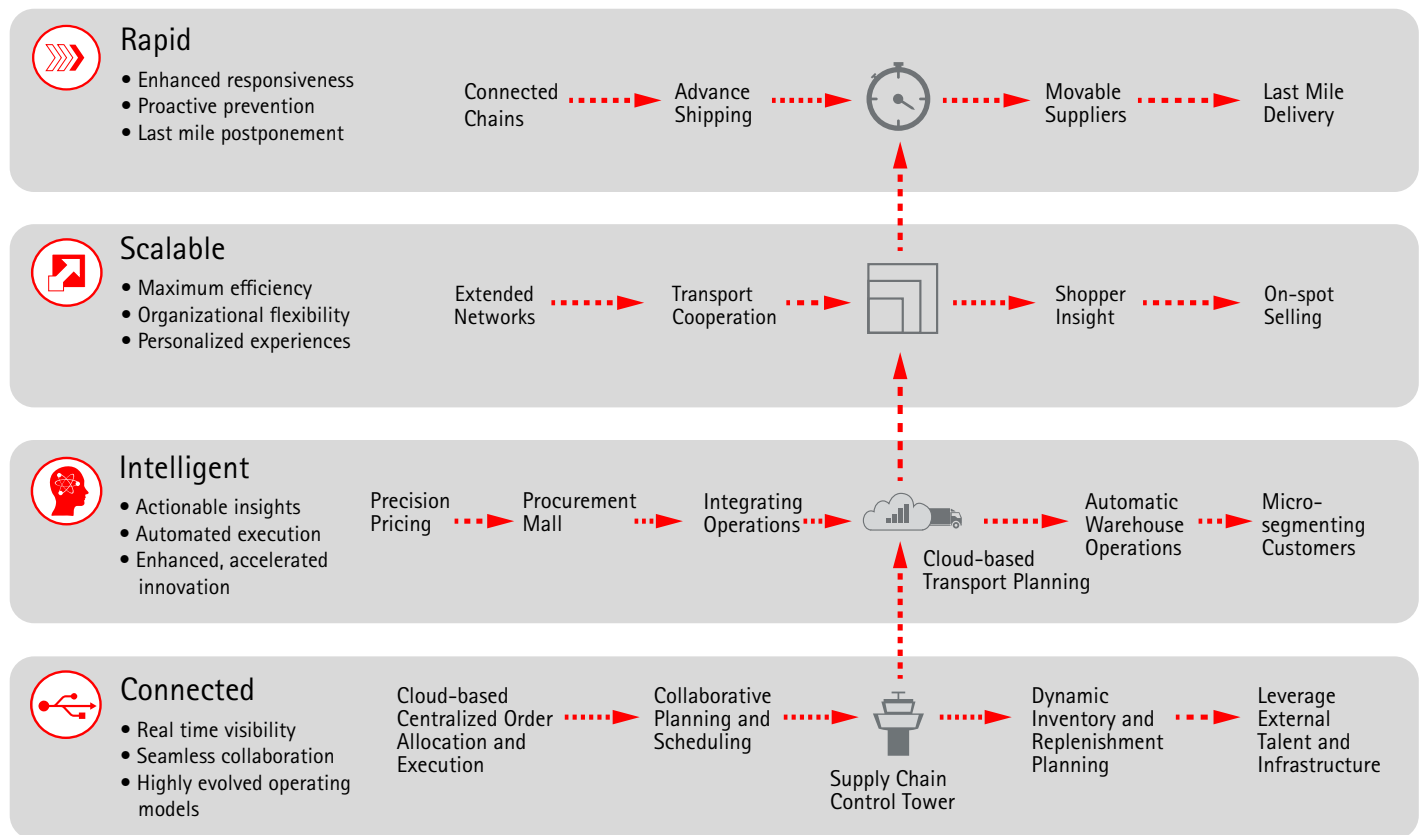 Rapid
• Enhanced responsiveness
• Proactive prevention
• Last mile postponement
Connected
Chains
Advance
Shipping
Movable
Suppliers
Last Mile
Delivery
Scalable
• Maximum efficiency
• Organizational flexibility
• Personalized experiences
Extended
Networks
Transport
Cooperation
Shopper
Insight
On-spot
Selling
Intelligent
• Actionable insights
• Automated execution
• Enhanced, accelerated
innovation
Precision
Pricing
Procurement
Mall
Integrating
Operations
Cloud-based
Transport Planning
Automatic
Warehouse
Operations
Micro-
segmenting
Customers
Connected
• Real time visibility
• Seamless collaboration
• Highly evolved operating
models
Cloud-based
Centralized Order
Allocation and
Execution
Collaborative
Planning and
Scheduling
Supply Chain
Control Tower
Dynamic
Inventory and
Replenishment
Planning
Leverage
External
Talent and
Infrastructure